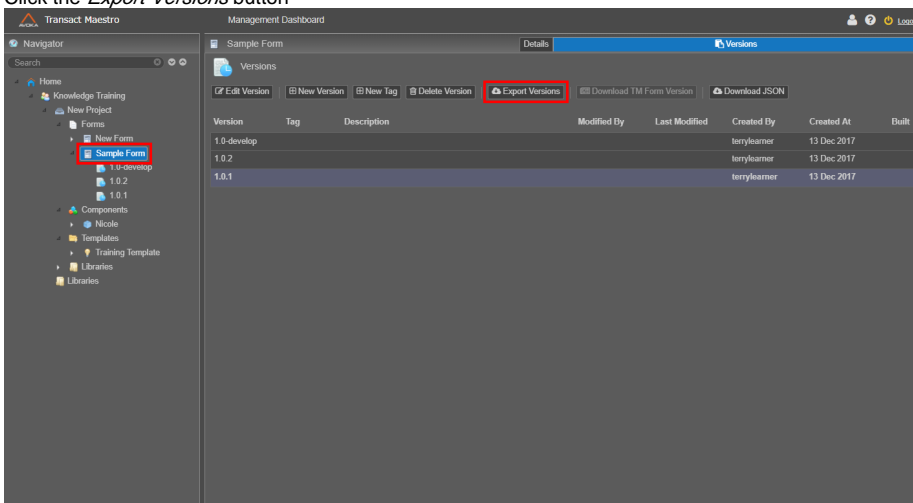 Click the Export Versions button
AVOKA Transact Maestro Management Dashboard
Navigator Sample Form Details Versions
Search
Versions
Edit Version New Version New Tag Delete Version Export Versions Download TM Form Version Download JSON
Version Tag Description Modified By Last Modified Created By Created At Built
1.0-develop terrylearner 13 Dec 2017
1.0.2 terrylearner 13 Dec 2017
1.0.1 terrylearner 13 Dec 2017
Home
Knowledge Training
New Project
Forms
New Form
Sample Form
1.0-develop
1.0.2
1.0.1
Components
Nicole
Templates
Training Template
Libraries
Libraries